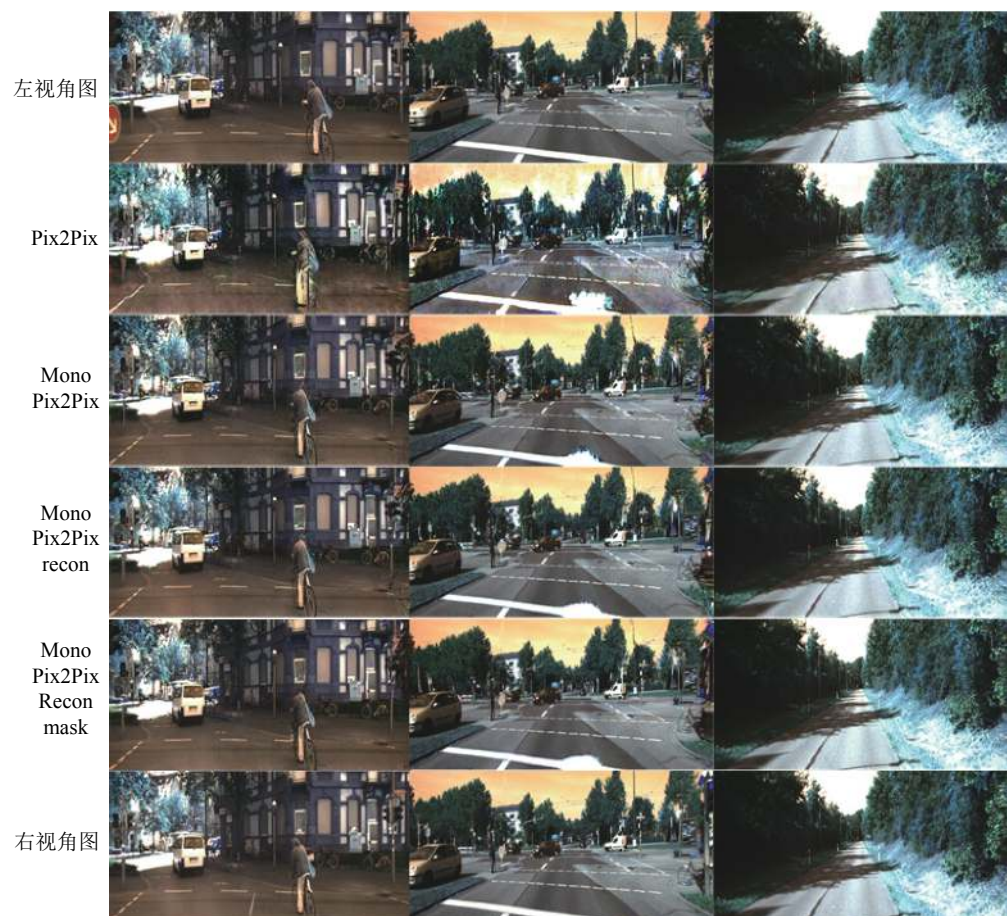 左视角图
Pix2Pix
Mono
Pix2Pix
Mono
Pix2Pix
recon
Mono
Pix2Pix
Recon
mask
右视角图